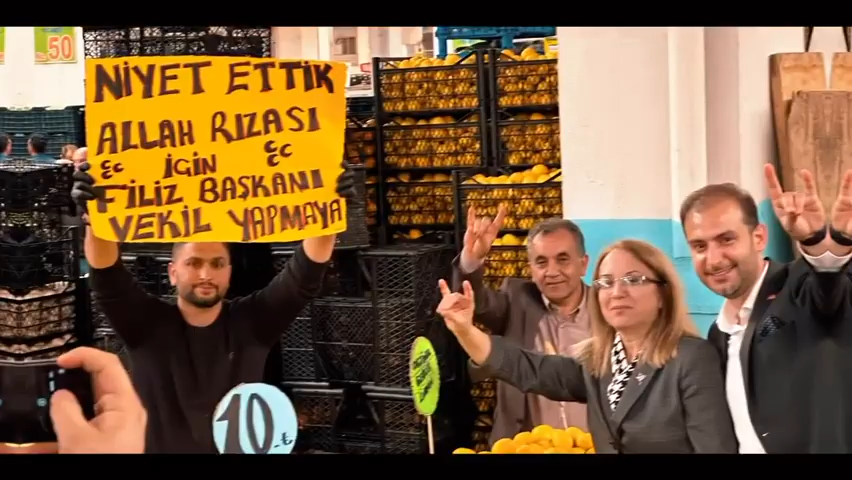 50
NİYET ETTİK
ALLAH RIZASI
İÇİN
FİLİZ BAŞKANI
VEKİL YAPMAYA
10 ₺